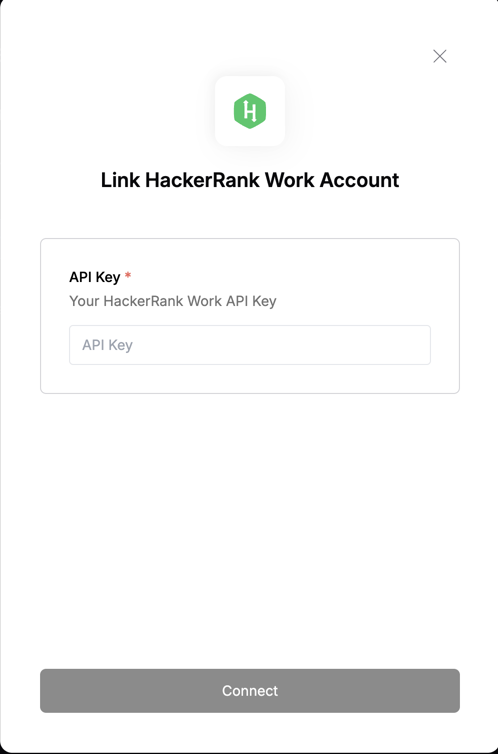 Link HackerRank Work Account
API Key *
Your HackerRank Work API Key
API Key
Connect